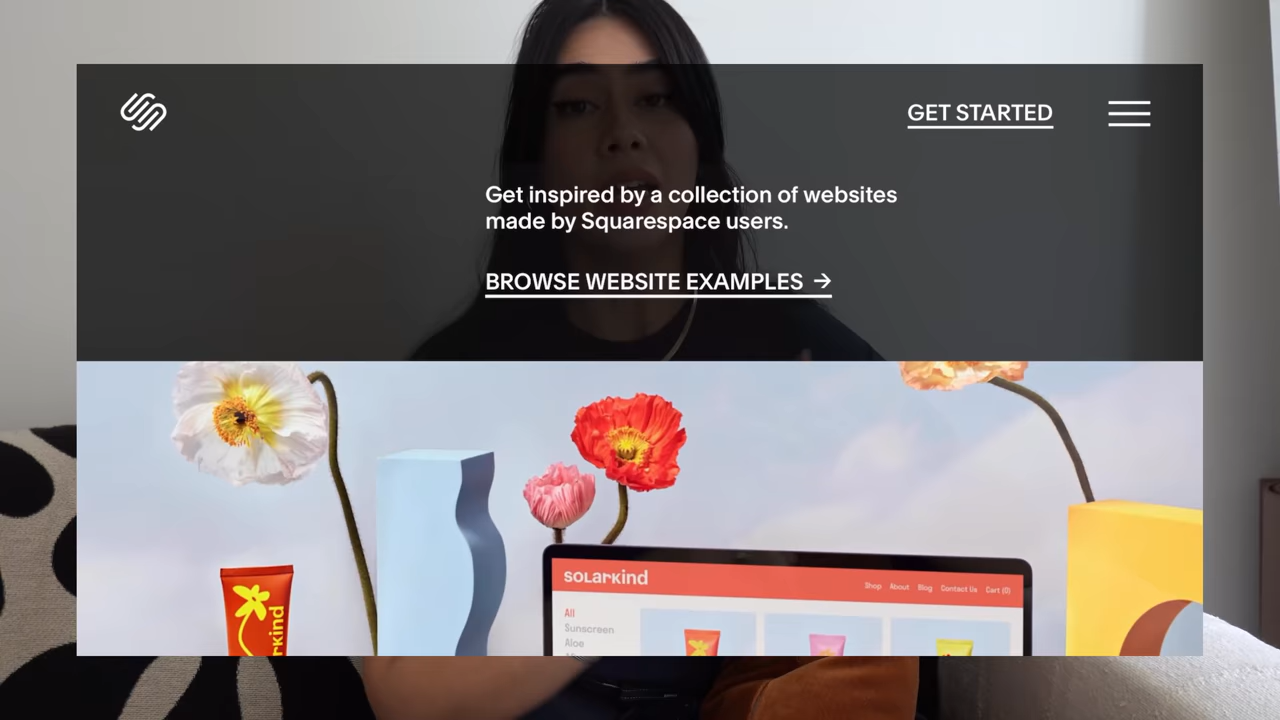 GET STARTED
Get inspired by a collection of websites
made by Squarespace users.
BROWSE WEBSITE EXAMPLES →
solarkind
Shop About Blog Contact Us Cart (0)
All
Sunscreen
Aloe